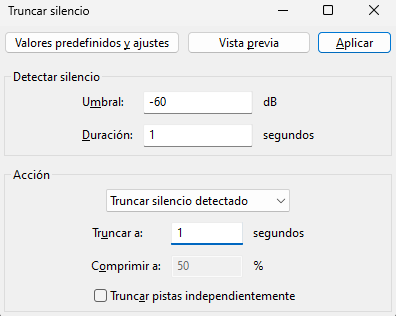 Truncar silencio
Valores predefinidos y ajustes Vista previa Aplicar
Detectar silencio
Umbral: -60 dB
Duración: 1 segundos
Acción
Truncar silencio detectado
Truncar a: 1 segundos
Comprimir a: 50 %
Truncar pistas independientemente